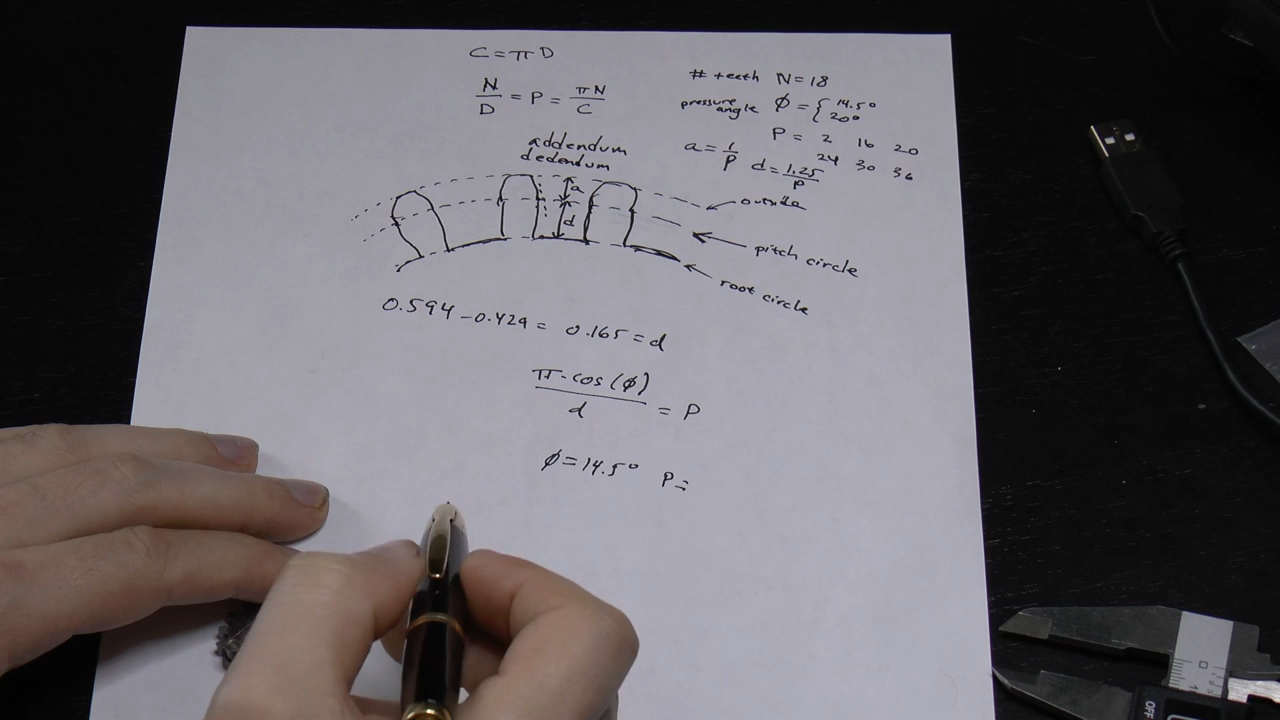 C = π D
N/D = P = πN/C
# teeth N = 18
pressure angle ϕ = { 14.5° 20°
P = 2 16 20
24 30 36
a = 1/P d = 1.25/P
addendum
dedendum
a
d
outside
pitch circle
root circle
0.594 - 0.429 = 0.165 = d
π·cos(ϕ)/d = P
ϕ = 14.5° P =
OFF